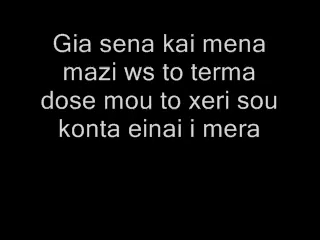 Gia sena kai mena
mazi ws to terma
dose mou to xeri sou
konta einai i mera